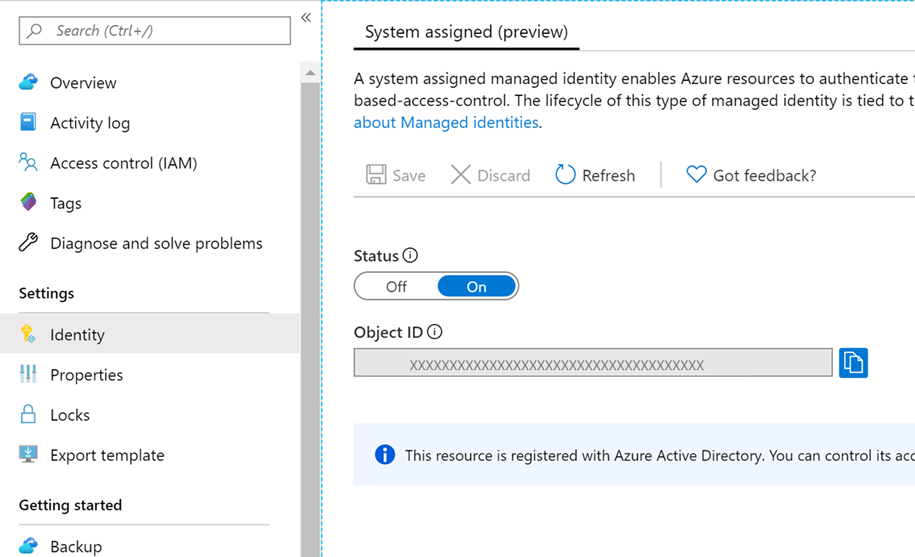 Search (Ctrl+/)
«
Overview
Activity log
Access control (IAM)
Tags
Diagnose and solve problems
Settings
Identity
Properties
Locks
Export template
Getting started
Backup
System assigned (preview)
A system assigned managed identity enables Azure resources to authenticate
based-access-control. The lifecycle of this type of managed identity is tied to
about Managed identities.
Save
Discard
Refresh
Got feedback?
Status
Off
On
Object ID
XXXXXXXXXXXXXXXXXXXXXXXXXXXXXXXXXXXX
This resource is registered with Azure Active Directory. You can control its